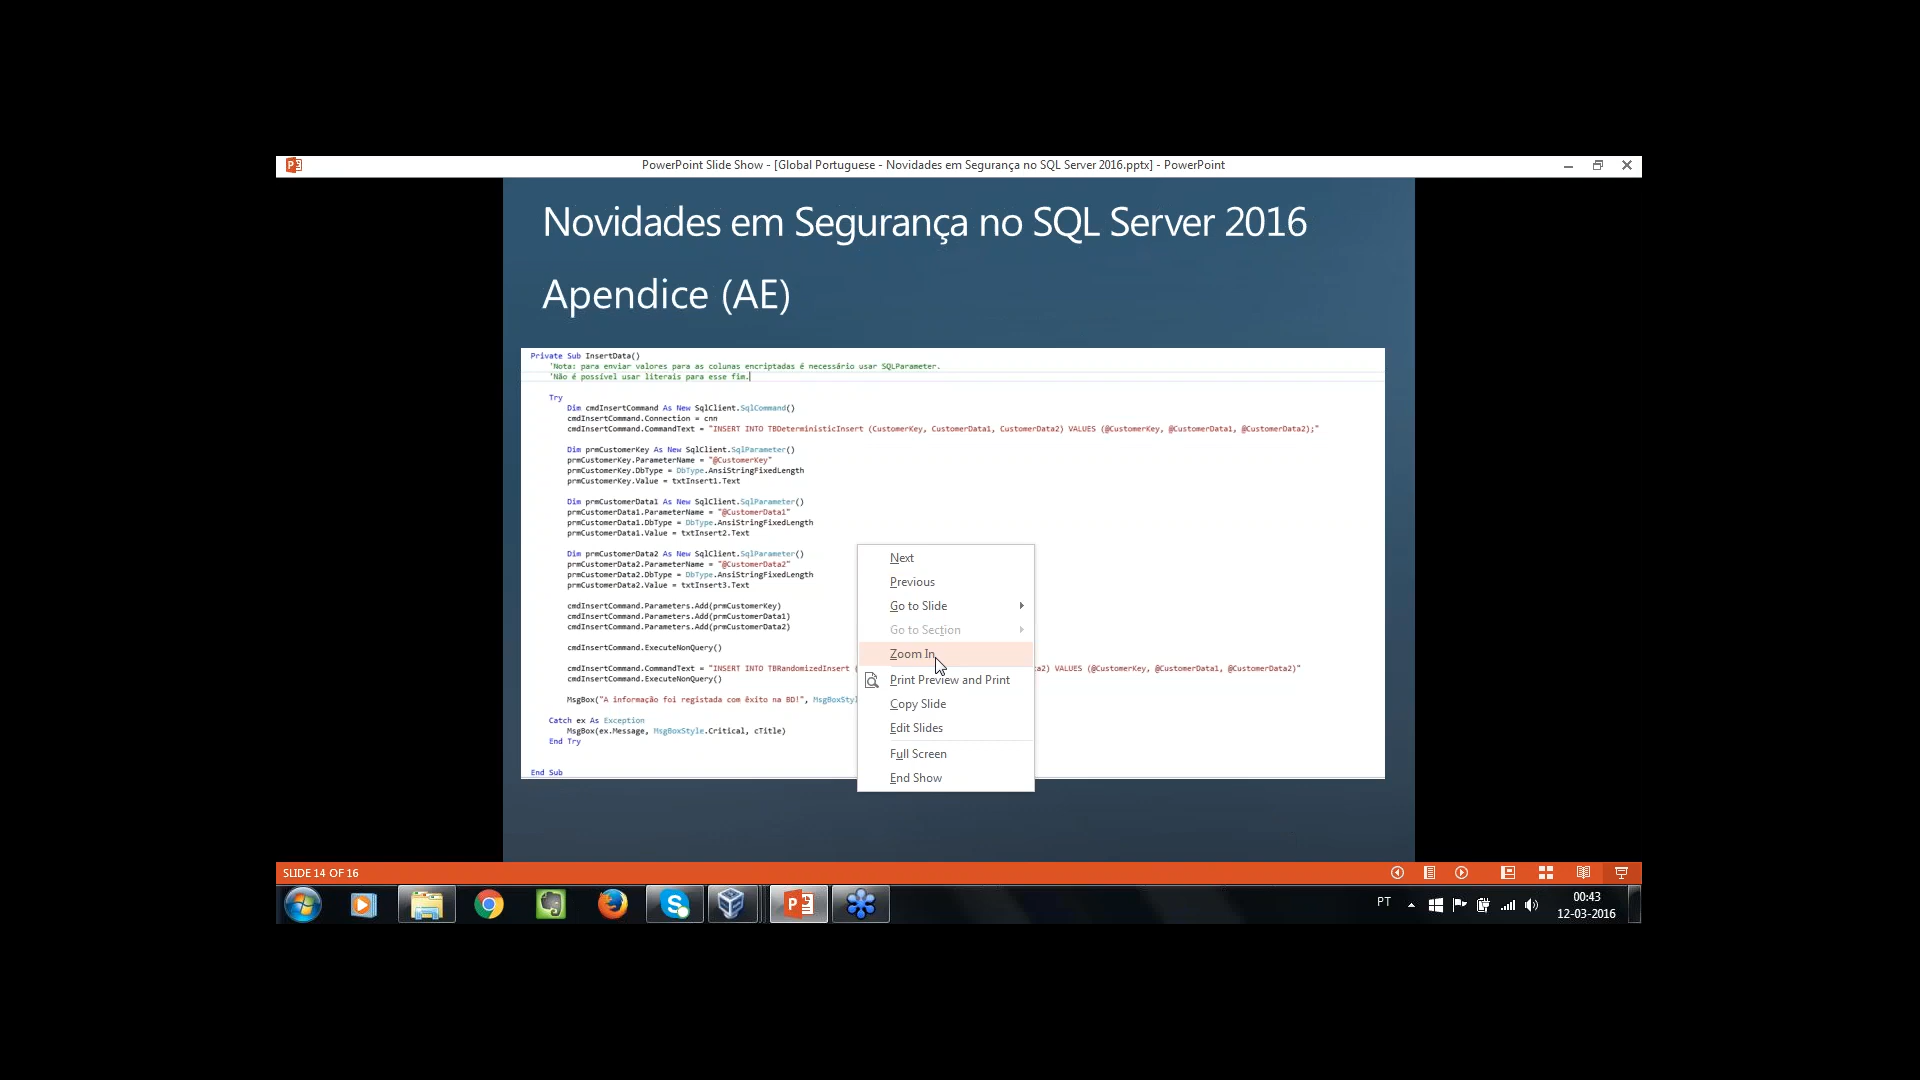 PowerPoint Slide Show - [Global Portuguese - Novidades em Segurança no SQL Server 2016.pptx] - PowerPoint
Novidades em Segurança no SQL Server 2016
Apendice (AE)
Private Sub InsertData()
'Nota: para enviar valores para as colunas encriptadas é necessário usar SQLParameter.
'Não é possível usar literais para esse fim.
Try
Dim cmdInsertCommand As New SqlClient.SqlCommand()
cmdInsertCommand.Connection = cnn
cmdInsertCommand.CommandText = "INSERT INTO TBDeterministicInsert (CustomerKey, CustomerData1, CustomerData2) VALUES (@CustomerKey, @CustomerData1, @CustomerData2);"
Dim prmCustomerKey As New SqlClient.SqlParameter()
prmCustomerKey.ParameterName = "@CustomerKey"
prmCustomerKey.DbType = DbType.AnsiStringFixedLength
prmCustomerKey.Value = txtInsert1.Text
Dim prmCustomerData1 As New SqlClient.SqlParameter()
prmCustomerData1.ParameterName = "@CustomerData1"
prmCustomerData1.DbType = DbType.AnsiStringFixedLength
prmCustomerData1.Value = txtInsert2.Text
Dim prmCustomerData2 As New SqlClient.SqlParameter()
prmCustomerData2.ParameterName = "@CustomerData2"
prmCustomerData2.DbType = DbType.AnsiStringFixedLength
prmCustomerData2.Value = txtInsert3.Text
cmdInsertCommand.Parameters.Add(prmCustomerKey)
cmdInsertCommand.Parameters.Add(prmCustomerData1)
cmdInsertCommand.Parameters.Add(prmCustomerData2)
cmdInsertCommand.ExecuteNonQuery()
cmdInsertCommand.CommandText = "INSERT INTO TBRandomizedInsert ( a2) VALUES (@CustomerKey, @CustomerData1, @CustomerData2)"
cmdInsertCommand.ExecuteNonQuery()
MsgBox("A informação foi registada com êxito na BD!", MsgBoxStyl
Catch ex As Exception
MsgBox(ex.Message, MsgBoxStyle.Critical, cTitle)
End Try
End Sub
Next
Previous
Go to Slide
Go to Section
Zoom In
Print Preview and Print
Copy Slide
Edit Slides
Full Screen
End Show
SLIDE 14 OF 16
PT
00:43
12-03-2016